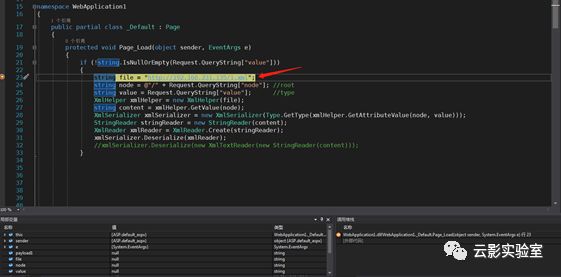 15 namespace WebApplication1
16 {
1 个引用
17 public partial class _Default : Page
18 {
0 个引用
19 protected void Page_Load(object sender, EventArgs e)
20 {
21 if (!string.IsNullOrEmpty(Request.QueryString["value"]))
22 {
23 string file =
24 string node = @"/" + Request.QueryString["node"]; //root
25 string value = Request.QueryString["value"]; //type
26 XmlHelper xmlHelper = new XmlHelper(file);
27 string content = xmlHelper.GetValue(node);
28 XmlSerializer xmlSerializer = new XmlSerializer(Type.GetType(xmlHelper.GetAttributeValue(node, value)));
29 StringReader stringReader = new StringReader(content);
30 XmlReader xmlReader = XmlReader.Create(stringReader);
31 xmlSerializer.Deserialize(xmlReader);
32 //xmlSerializer.Deserialize(new XmlTextReader(new StringReader(content)));
33 }
34
35
36
37
38
100 %
局部变量
名称 值 类型
this {ASP.default_aspx} WebApplication1._Default
sender {ASP.default_aspx} object {ASP.default_aspx}
e {System.EventArgs} System.EventArgs
payload1 null string
file null string
node null string
value null string
调用堆栈
名称
WebApplication1.dll!WebApplication1._Default.Page_Load(object sender, System.EventArgs e) 行 23
[外部代码]
云影实验室